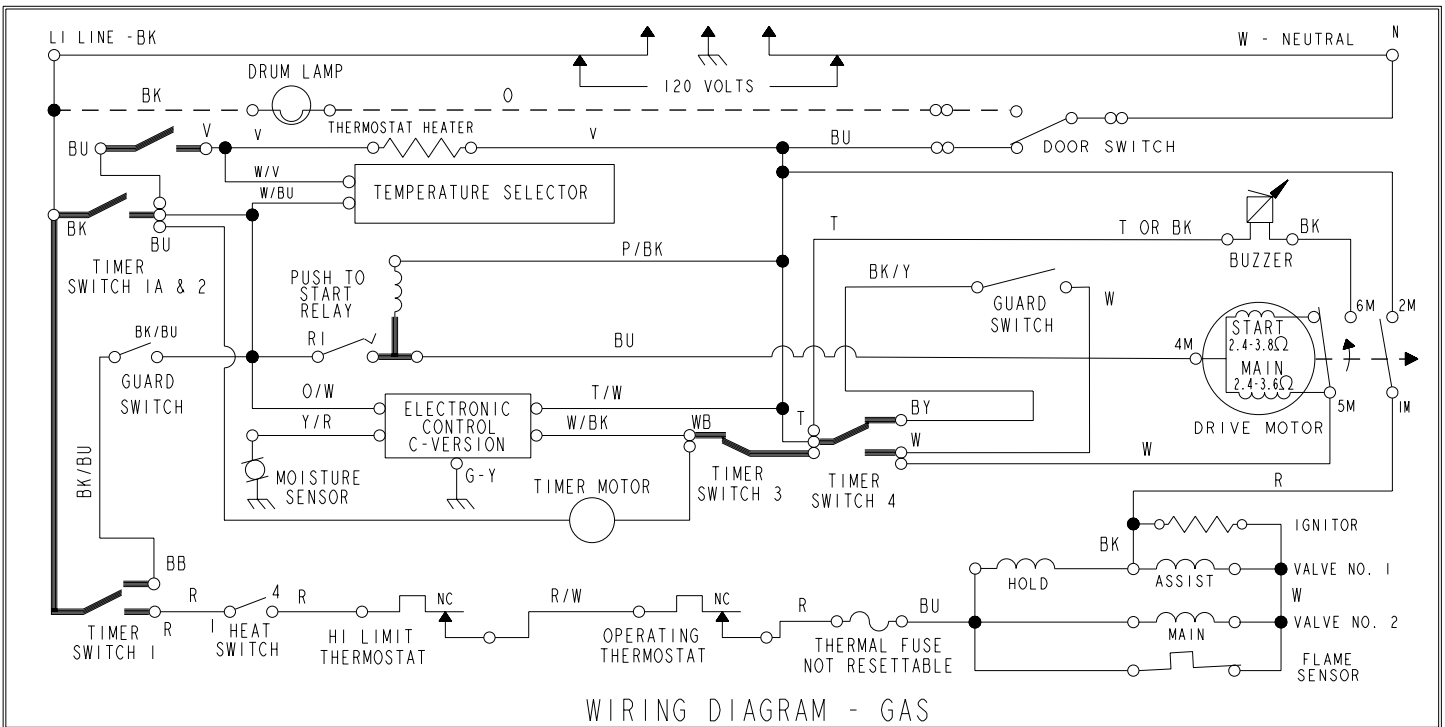 LI LINE -BK
W - NEUTRAL
N
DRUM LAMP
120 VOLTS
BK
O
THERMOSTAT HEATER
BU
V
V
V
BU
DOOR SWITCH
W/V
W/BU
TEMPERATURE SELECTOR
BK
BU
TIMER
SWITCH 1A & 2
T
T OR BK
BK
BUZZER
P/BK
PUSH TO
START
RELAY
BK/Y
GUARD
SWITCH
W
6M
2M
BK/BU
R1
BU
4M
START
2.4-3.8Ω
MAIN
2.4-3.6Ω
5M
1M
DRIVE MOTOR
GUARD
SWITCH
O/W
Y/R
ELECTRONIC
CONTROL
C-VERSION
T/W
W/BK
WB
T
BY
W
W
BK/BU
MOISTURE
SENSOR
G-Y
TIMER MOTOR
TIMER
SWITCH 3
TIMER
SWITCH 4
R
BK
IGNITOR
BB
HOLD
ASSIST
VALVE NO. 1
W
R
R
1
4
HEAT
SWITCH
R
NC
HI LIMIT
THERMOSTAT
R/W
NC
OPERATING
THERMOSTAT
R
BU
THERMAL FUSE
NOT RESETTABLE
MAIN
VALVE NO. 2
FLAME
SENSOR
TIMER
SWITCH 1
WIRING DIAGRAM - GAS